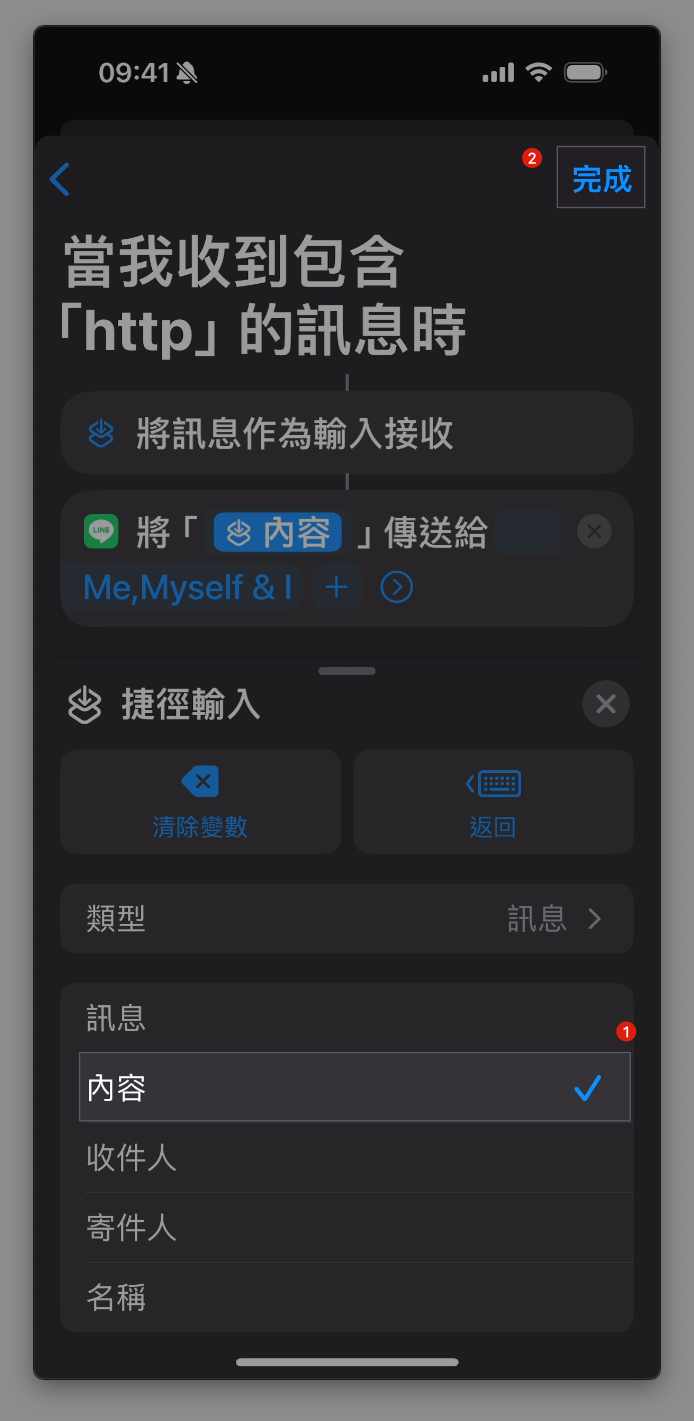 09:41
2
完成
當我收到包含
「http」的訊息時
將訊息作為輸入接收
LINE 將「 內容 」傳送給
Me,Myself & I +
捷徑輸入
清除變數 返回
類型 訊息
訊息
1
內容
收件人
寄件人
名稱